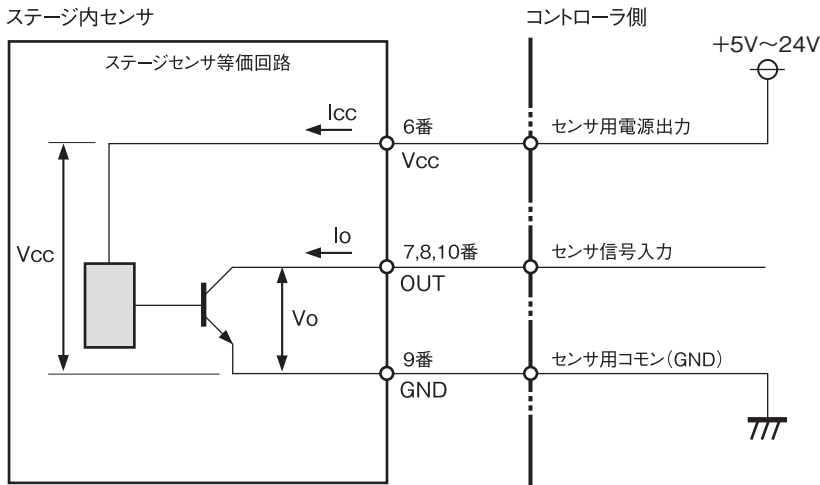 ステージ内センサ
コントローラ側
+5V～24V
ステージセンサ等価回路
Icc
6番
センサ用電源出力
Vcc
Vcc
Io
7,8,10番
センサ信号入力
OUT
Vo
9番
センサ用コモン(GND)
GND